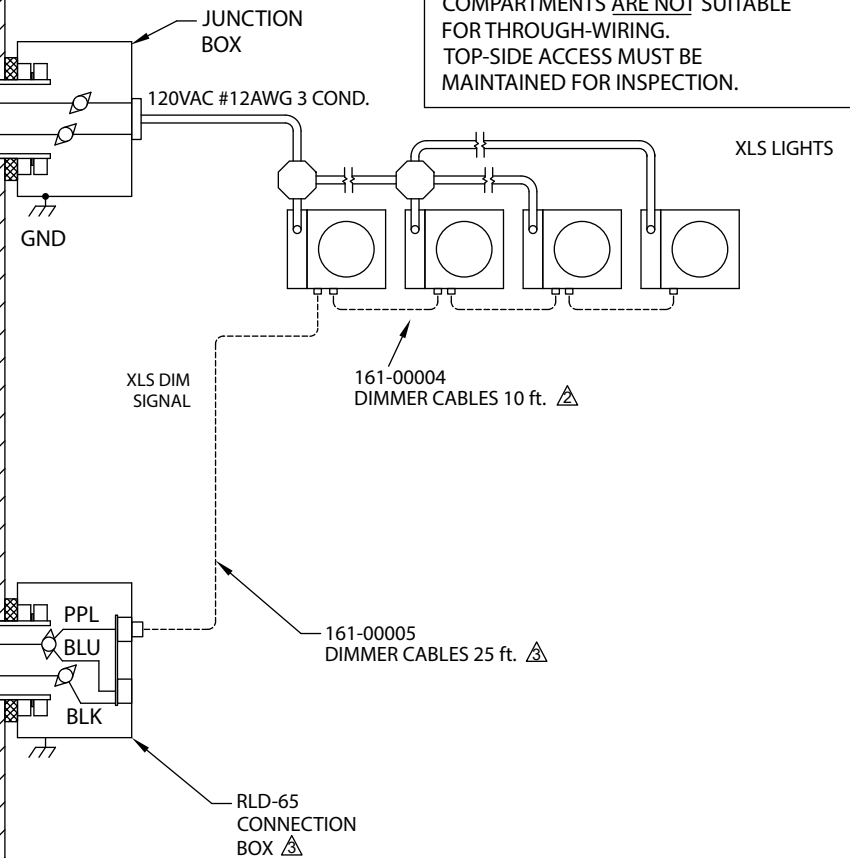 COMPARTMENTS ARE NOT SUITABLE
FOR THROUGH-WIRING.
TOP-SIDE ACCESS MUST BE
MAINTAINED FOR INSPECTION.
JUNCTION
BOX
120VAC #12AWG 3 COND.
XLS LIGHTS
GND
161-00004
DIMMER CABLES 10 ft. 2
XLS DIM
SIGNAL
PPL
BLU
BLK
161-00005
DIMMER CABLES 25 ft. 3
RLD-65
CONNECTION
BOX 3